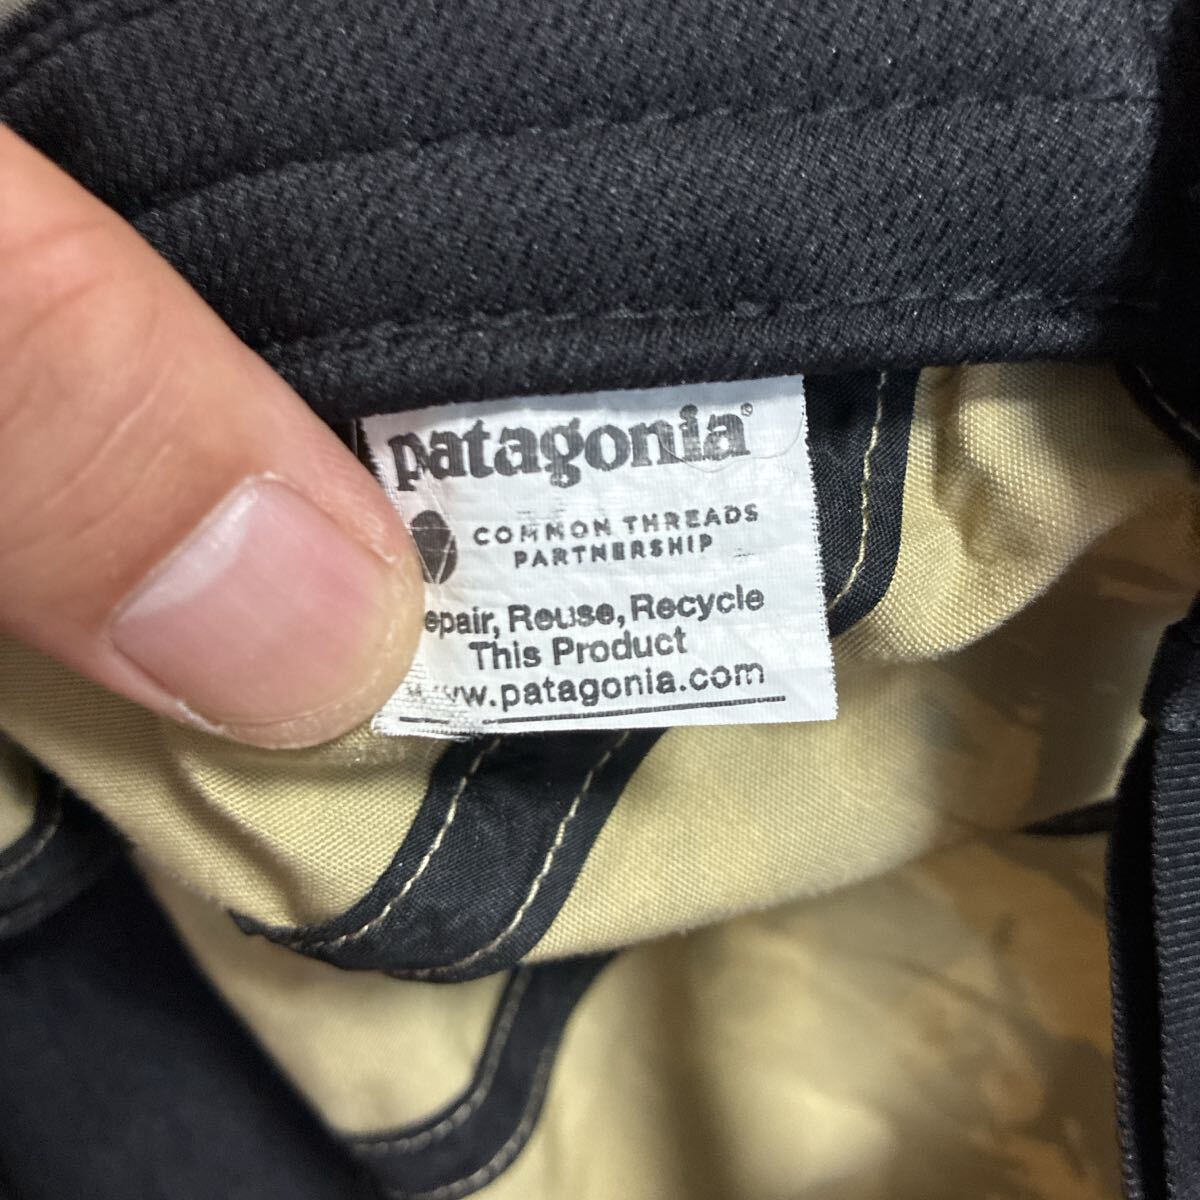 patagonia®
COMMON THREADS
PARTNERSHIP
epair, Reuse, Recycle
This Product
w.patagonia.com